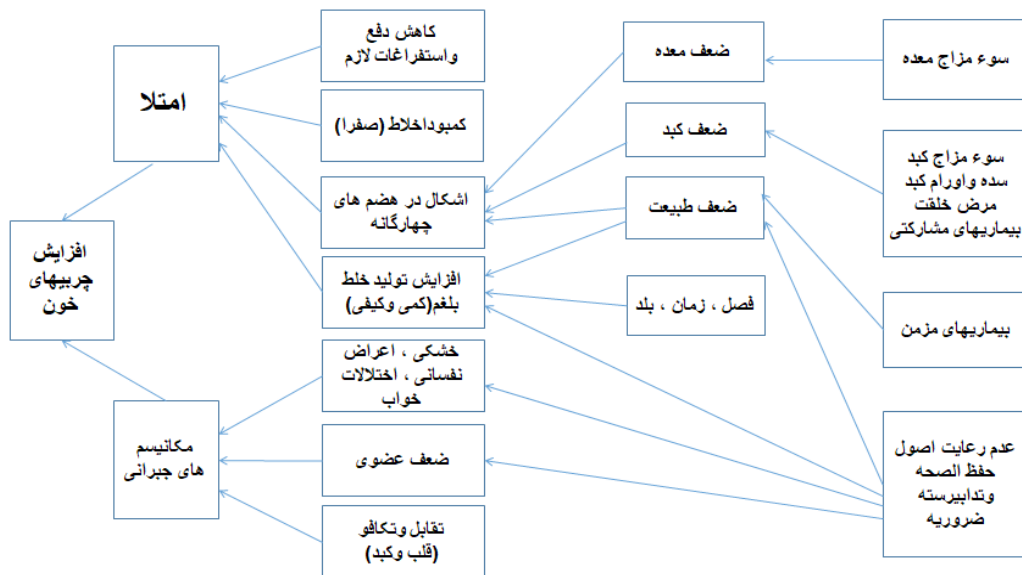 سوء مزاج معده
سوء مزاج کبد
سده واورام کبد
مرض خلقت
بیماریهای مشارکتی
بیماریهای مزمن
عدم رعایت اصول
حفظ الصحه
وتدابیرسته
ضروریه
ضعف معده
ضعف کبد
ضعف طبیعت
فصل ، زمان ، بلد
کاهش دفع
واستفراغات لازم
کمبوداخلاط (صفرا)
اشکال در هضم های
چهارگانه
افزایش تولید خلط
بلغم(کمی وکیفی)
خشکی ، اعراض
نفسانی ، اختلالات
خواب
ضعف عضوی
تقابل وتکافو
(قلب وکبد)
امتلا
مکانیسم
های جبرانی
افزایش
چربیهای
خون